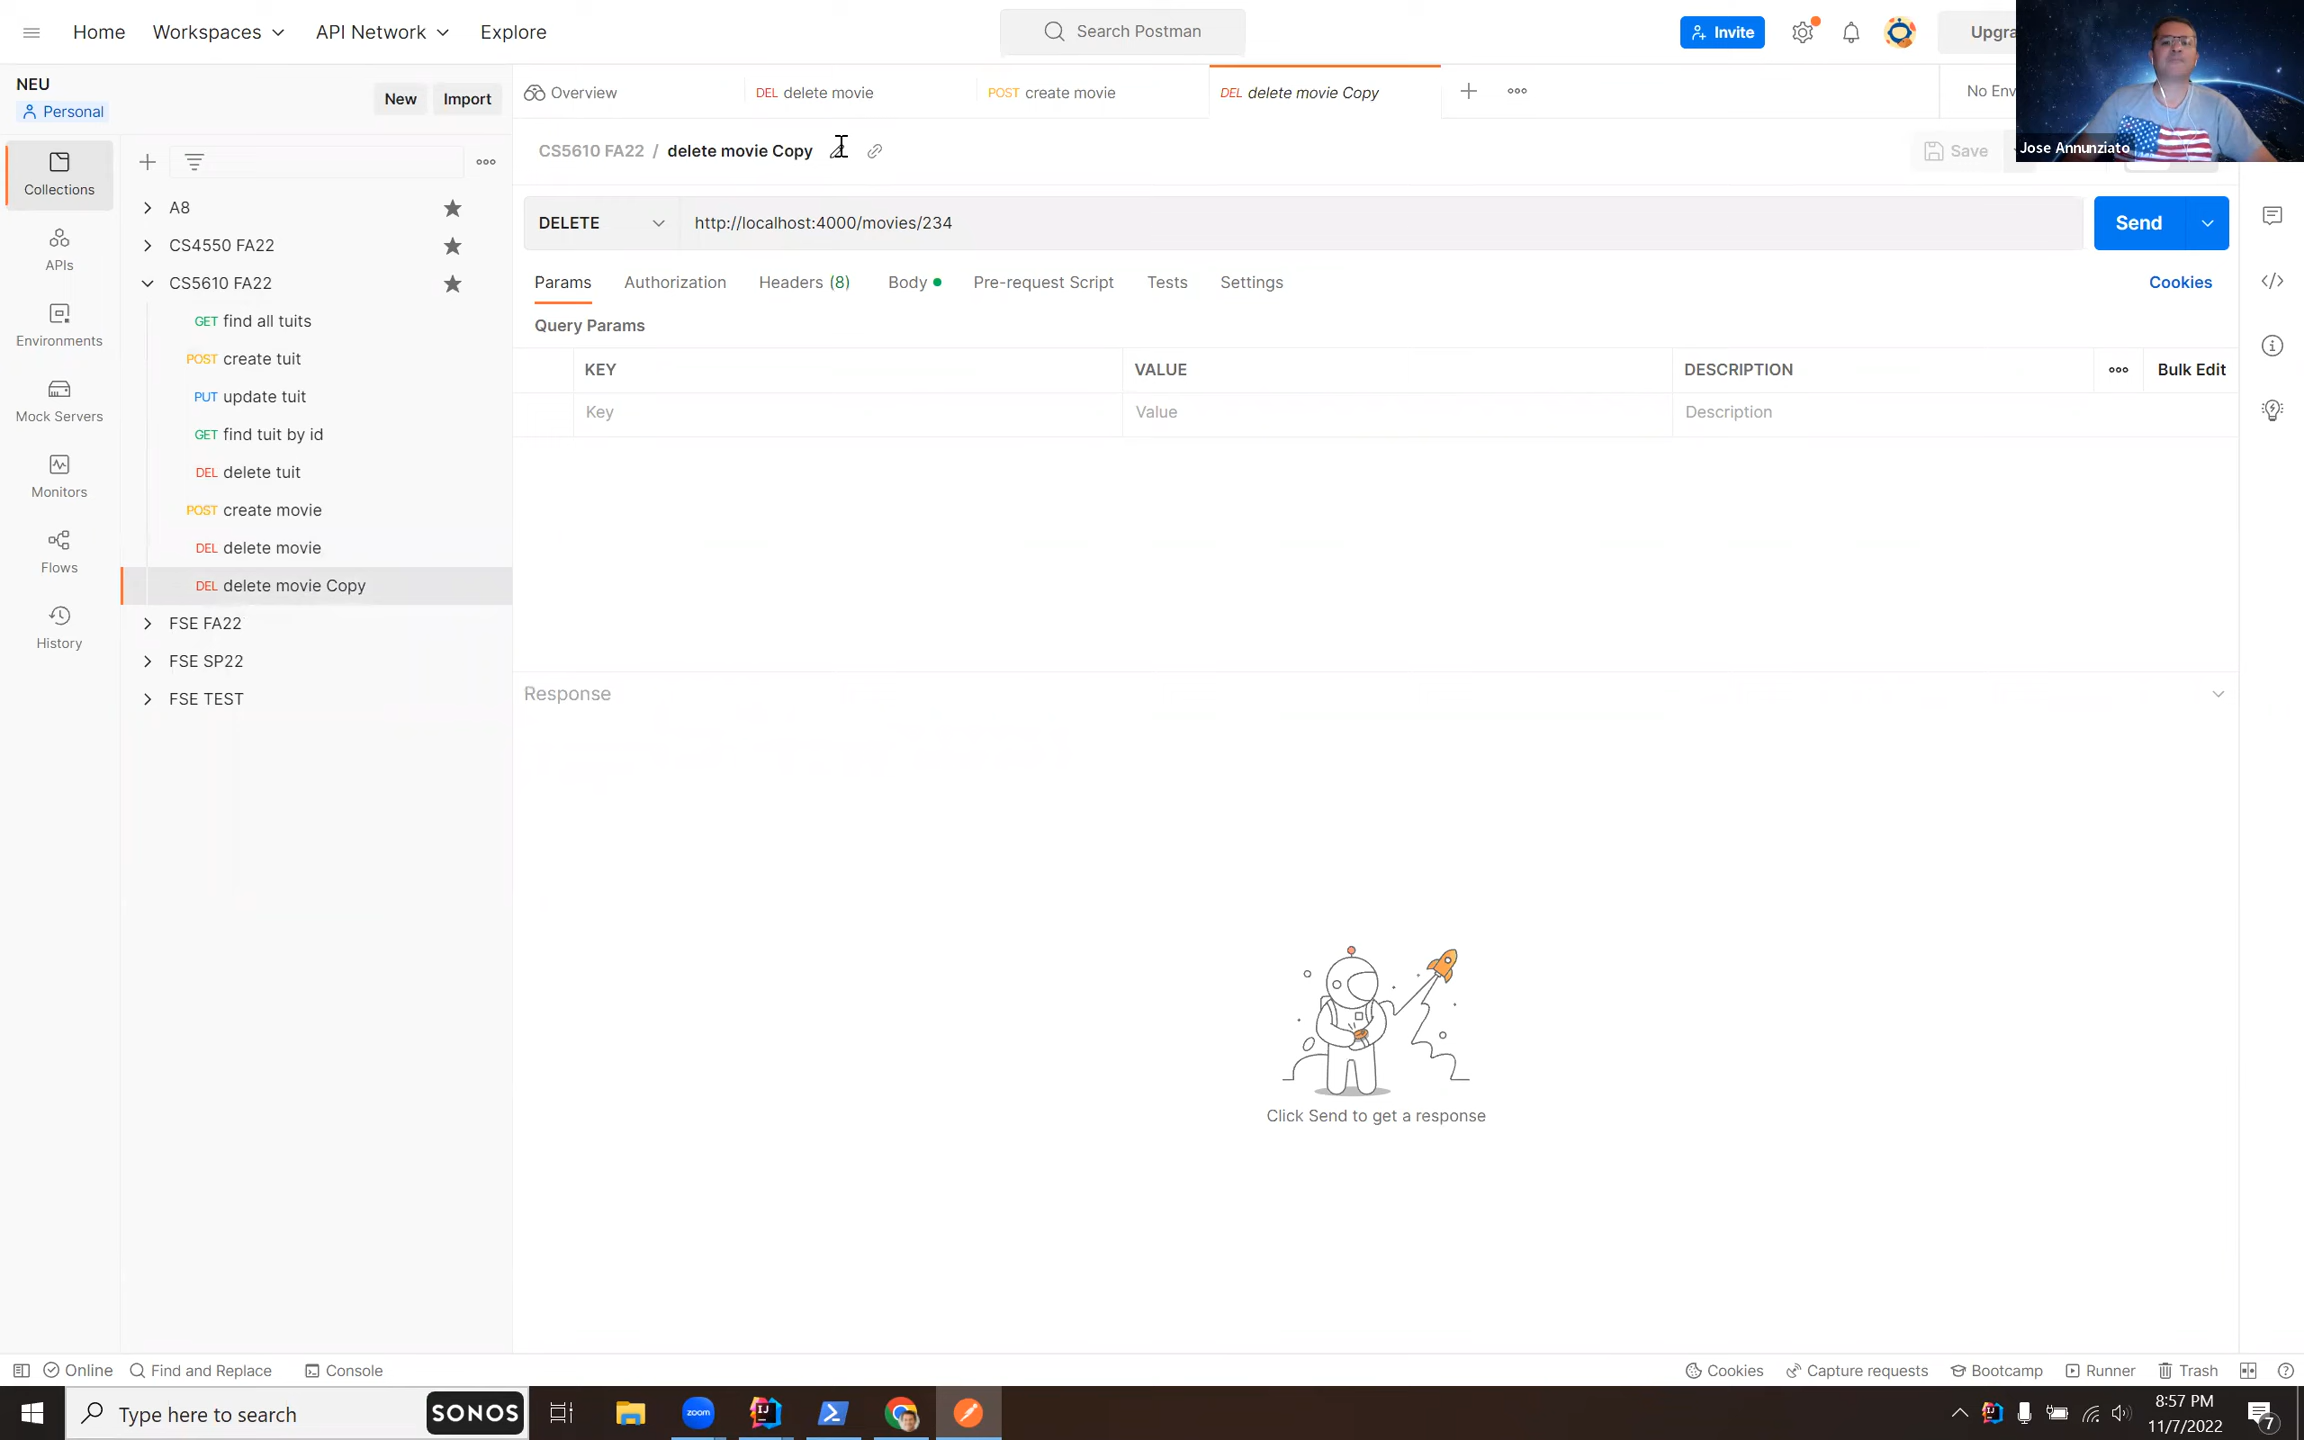 Home Workspaces API Network Explore
Search Postman
Invite
Upgra
NEU
Personal
New Import
Overview
DEL delete movie
POST create movie
DEL delete movie Copy
No Env
Jose Annunziato
CS5610 FA22 / delete movie Copy
Save
Collections
APIs
Environments
Mock Servers
Monitors
Flows
History
A8
CS4550 FA22
CS5610 FA22
GET find all tuits
POST create tuit
PUT update tuit
GET find tuit by id
DEL delete tuit
POST create movie
DEL delete movie
DEL delete movie Copy
FSE FA22
FSE SP22
FSE TEST
DELETE http://localhost:4000/movies/234
Send
Params Authorization Headers (8) Body Pre-request Script Tests Settings
Cookies
Query Params
KEY VALUE DESCRIPTION
Bulk Edit
Key Value Description
Response
Click Send to get a response
Online Find and Replace Console
Cookies Capture requests Bootcamp Runner Trash
Type here to search
SONOS
zoom
IJ
8:57 PM
11/7/2022
7